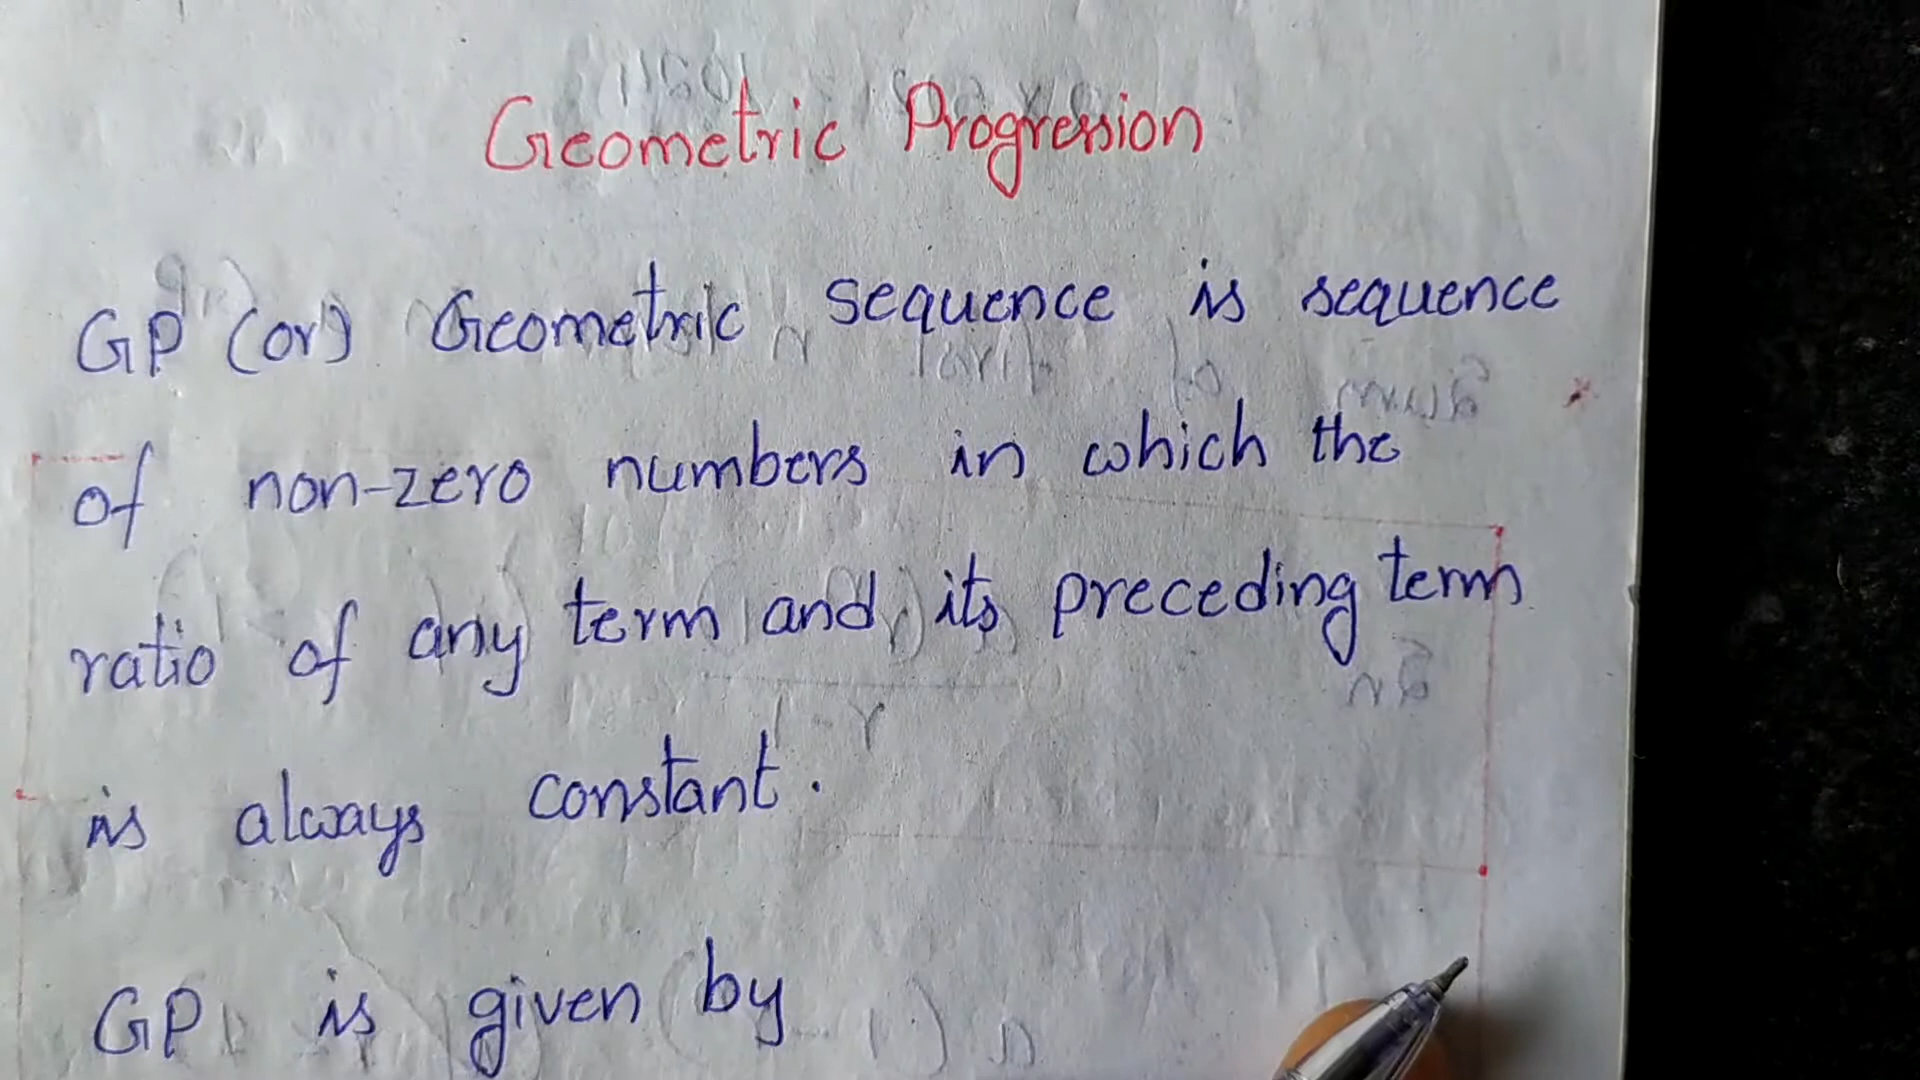 Geometric Progression
GP (or) Geometric sequence is sequence
of non-zero numbers in which the
ratio of any term and its preceding term
is always constant.
GP is given by